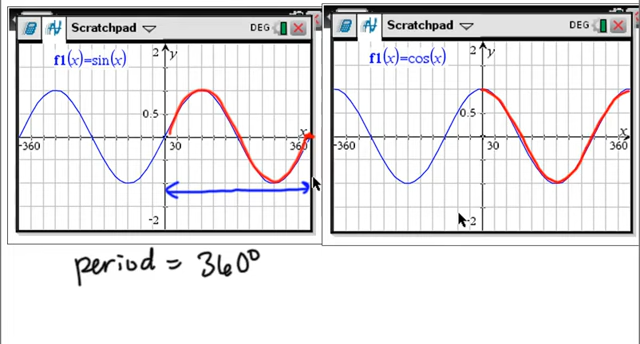 Scratchpad DEG
f1(x)=sin(x)
2 y
0.5
x
-360 30 360
-2
Scratchpad DEG
f1(x)=cos(x)
2 y
0.5
x
-360 30 360
-2
period = 360°